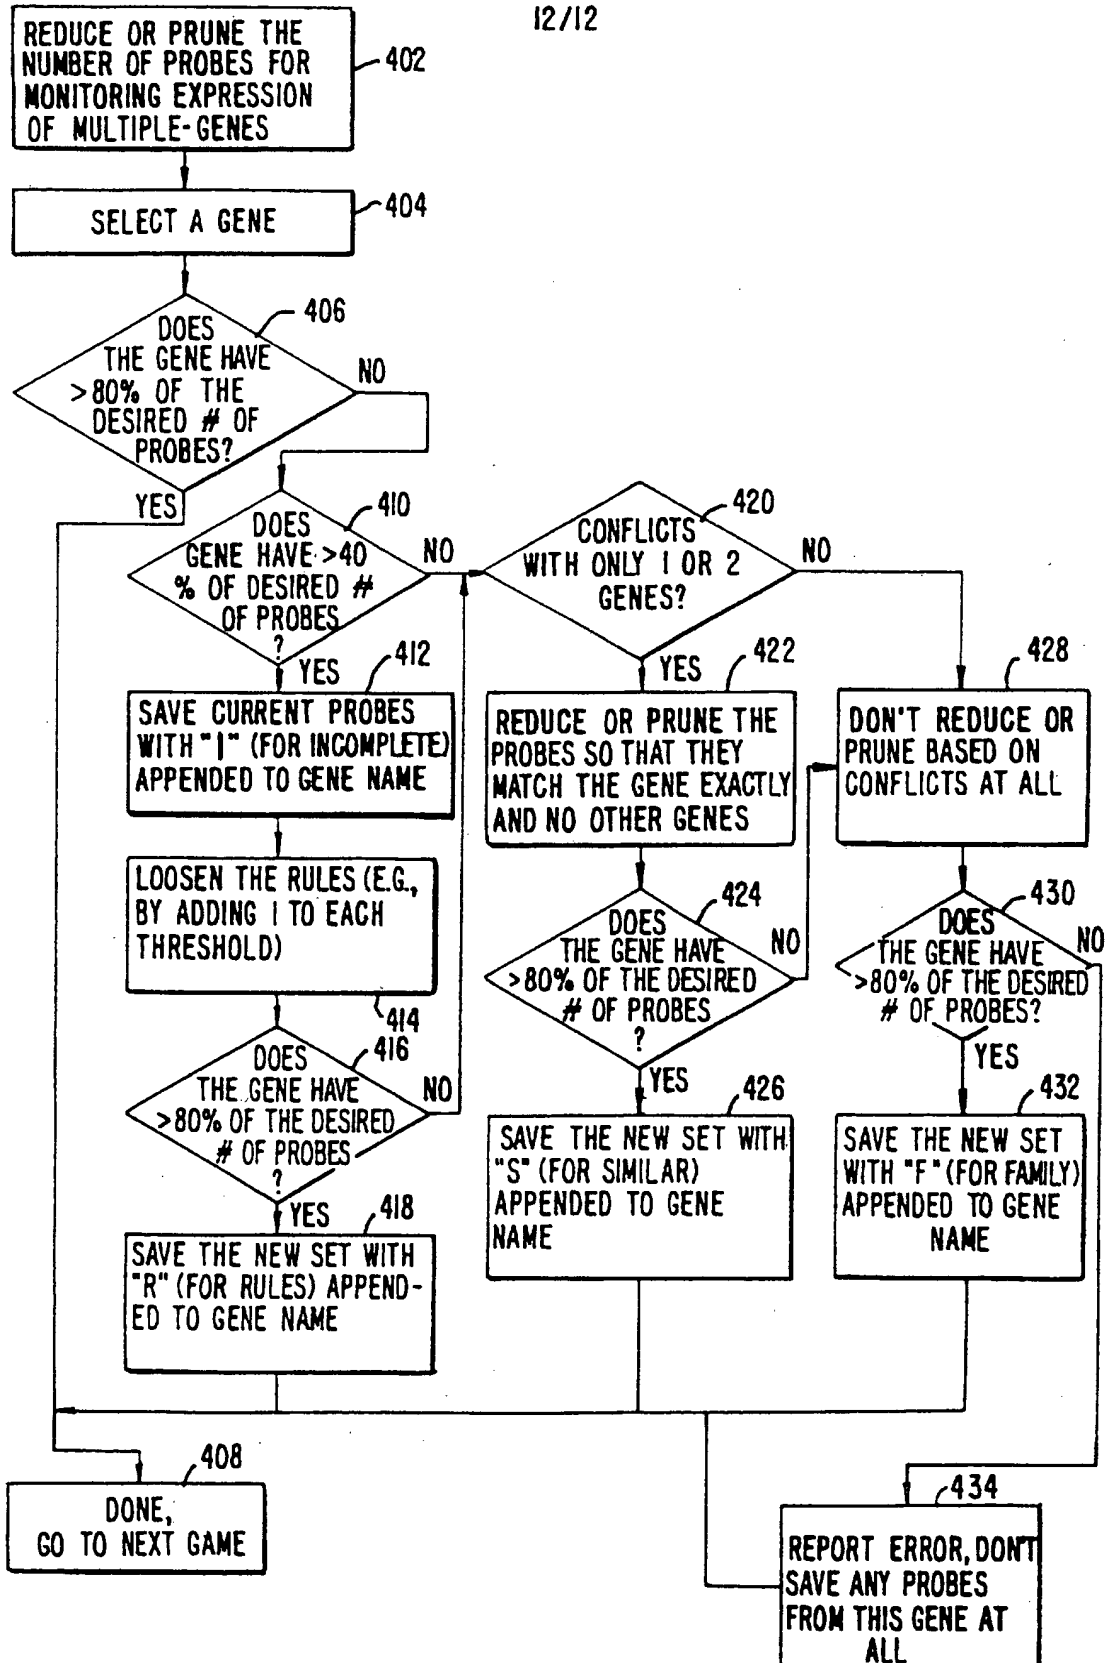 12/12
REDUCE OR PRUNE THE
NUMBER OF PROBES FOR
MONITORING EXPRESSION
OF MULTIPLE-GENES
402
SELECT A GENE
404
406
DOES
THE GENE HAVE
>80% OF THE
DESIRED # OF
PROBES?
NO
YES
410
DOES
GENE HAVE >40
% OF DESIRED #
OF PROBES
?
NO
YES
412
SAVE CURRENT PROBES
WITH "I" (FOR INCOMPLETE)
APPENDED TO GENE NAME
LOOSEN THE RULES (E.G.,
BY ADDING 1 TO EACH
THRESHOLD)
414
416
DOES
THE GENE HAVE
>80% OF THE DESIRED
# OF PROBES
?
NO
YES
418
SAVE THE NEW SET WITH
"R" (FOR RULES) APPEND-
ED TO GENE NAME
420
CONFLICTS
WITH ONLY 1 OR 2
GENES?
NO
YES
422
REDUCE OR PRUNE THE
PROBES SO THAT THEY
MATCH THE GENE EXACTLY
AND NO OTHER GENES
424
DOES
THE GENE HAVE
>80% OF THE DESIRED
# OF PROBES
?
NO
YES
426
SAVE THE NEW SET WITH
"S" (FOR SIMILAR)
APPENDED TO GENE
NAME
428
DON'T REDUCE OR
PRUNE BASED ON
CONFLICTS AT ALL
430
DOES
THE GENE HAVE
>80% OF THE DESIRED
# OF PROBES?
NO
YES
432
SAVE THE NEW SET
WITH "F" (FOR FAMILY)
APPENDED TO GENE
NAME
408
DONE,
GO TO NEXT GAME
434
REPORT ERROR, DON'T
SAVE ANY PROBES
FROM THIS GENE AT
ALL